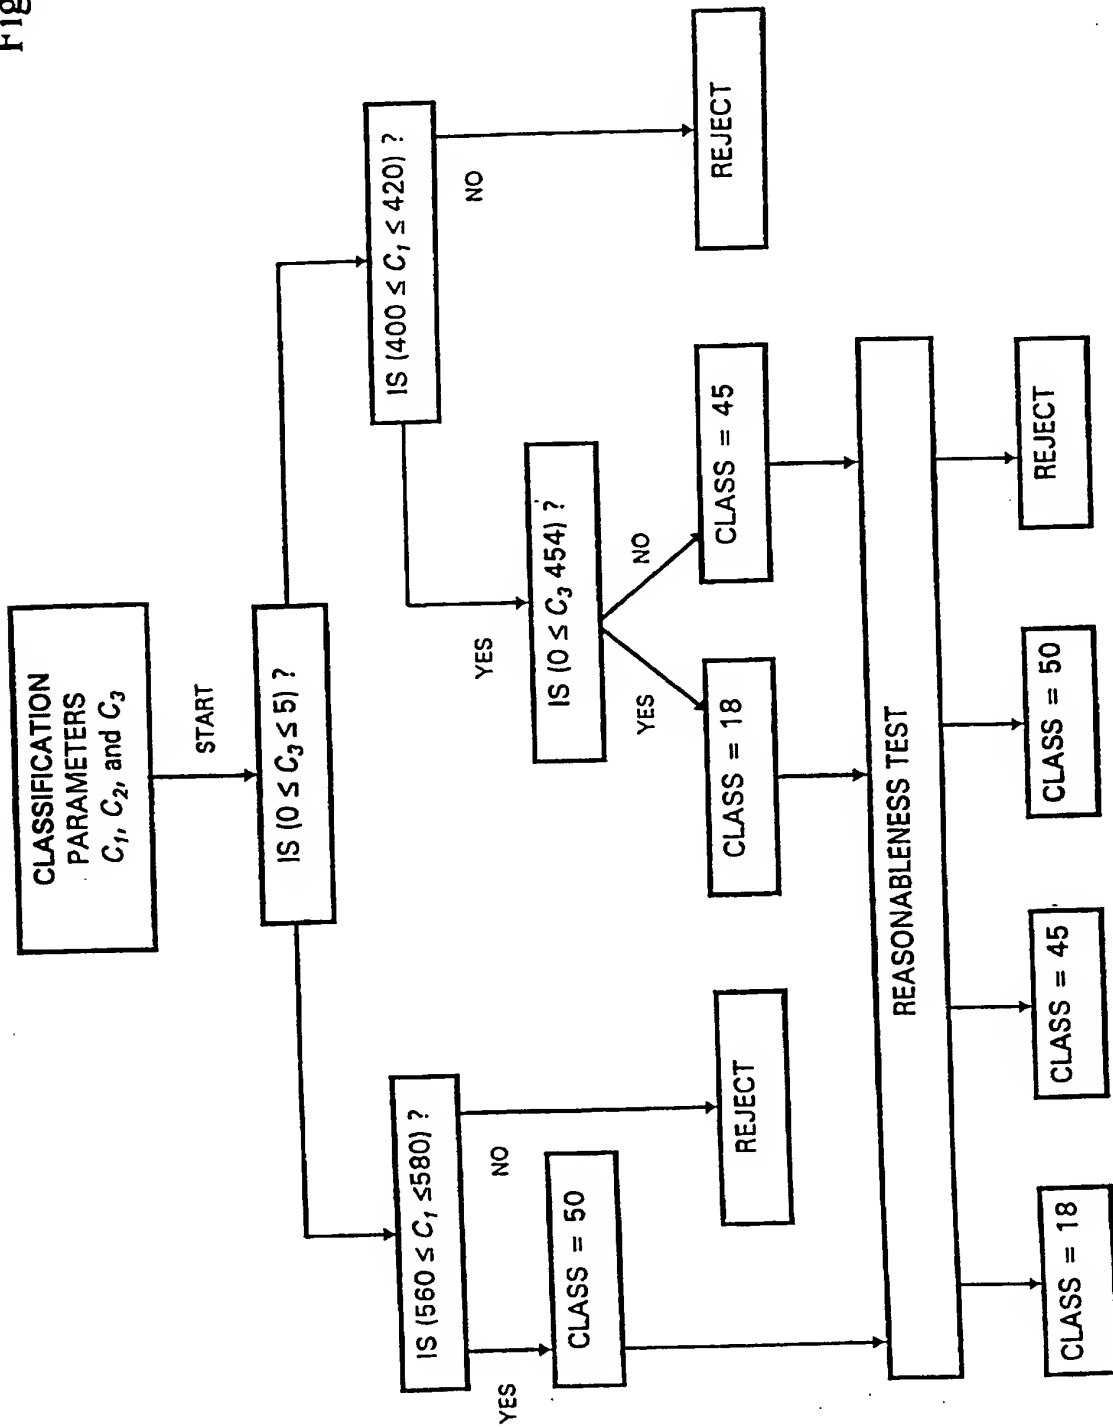 Fig
CLASSIFICATION
PARAMETERS
C₁, C₂, and C₃
START
IS (0 ≤ C₃ ≤ 5) ?
IS (560 ≤ C₁ ≤580) ?
IS (400 ≤ C₁ ≤ 420) ?
YES
NO
YES
NO
CLASS = 50
IS (0 ≤ C₃ 454) ?
YES
NO
REJECT
CLASS = 18
CLASS = 45
REJECT
REASONABLENESS TEST
CLASS = 18
CLASS = 45
CLASS = 50
REJECT